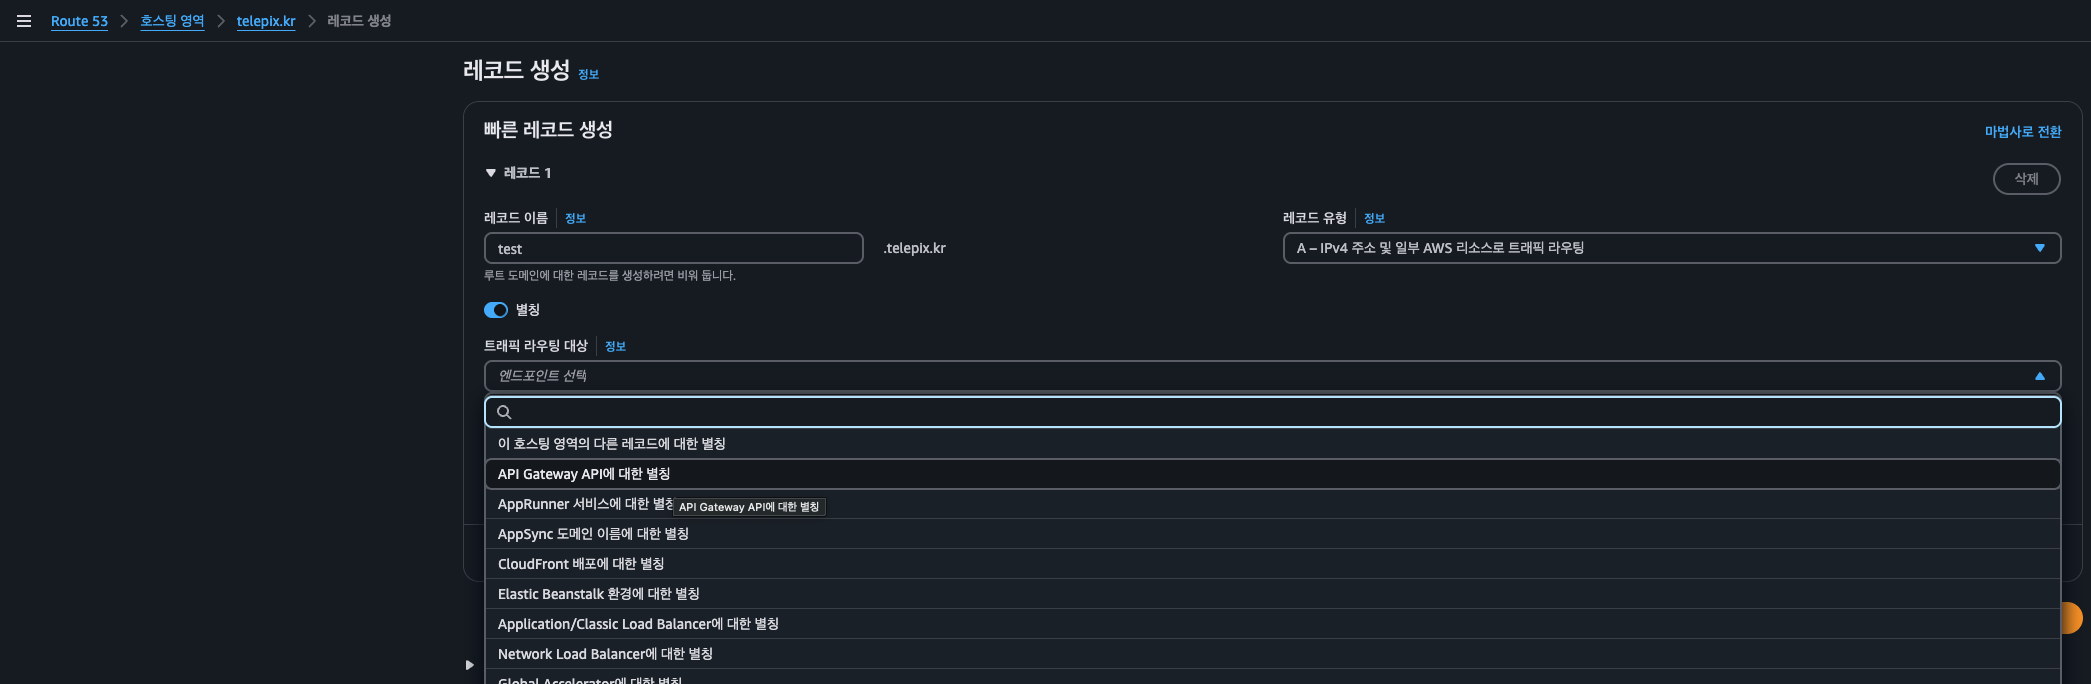 Route 53 > 호스팅 영역 > telepix.kr > 레코드 생성
레코드 생성 정보
빠른 레코드 생성
마법사로 전환
▼ 레코드 1
삭제
레코드 이름 정보
레코드 유형 정보
test
.telepix.kr
A – IPv4 주소 및 일부 AWS 리소스로 트래픽 라우팅
루트 도메인에 대한 레코드를 생성하려면 비워 둡니다.
별칭
트래픽 라우팅 대상 정보
엔드포인트 선택
이 호스팅 영역의 다른 레코드에 대한 별칭
API Gateway API에 대한 별칭
AppRunner 서비스에 대한 별칭
API Gateway API에 대한 별칭
AppSync 도메인 이름에 대한 별칭
CloudFront 배포에 대한 별칭
Elastic Beanstalk 환경에 대한 별칭
Application/Classic Load Balancer에 대한 별칭
Network Load Balancer에 대한 별칭
Global Accelerator에 대한 별칭